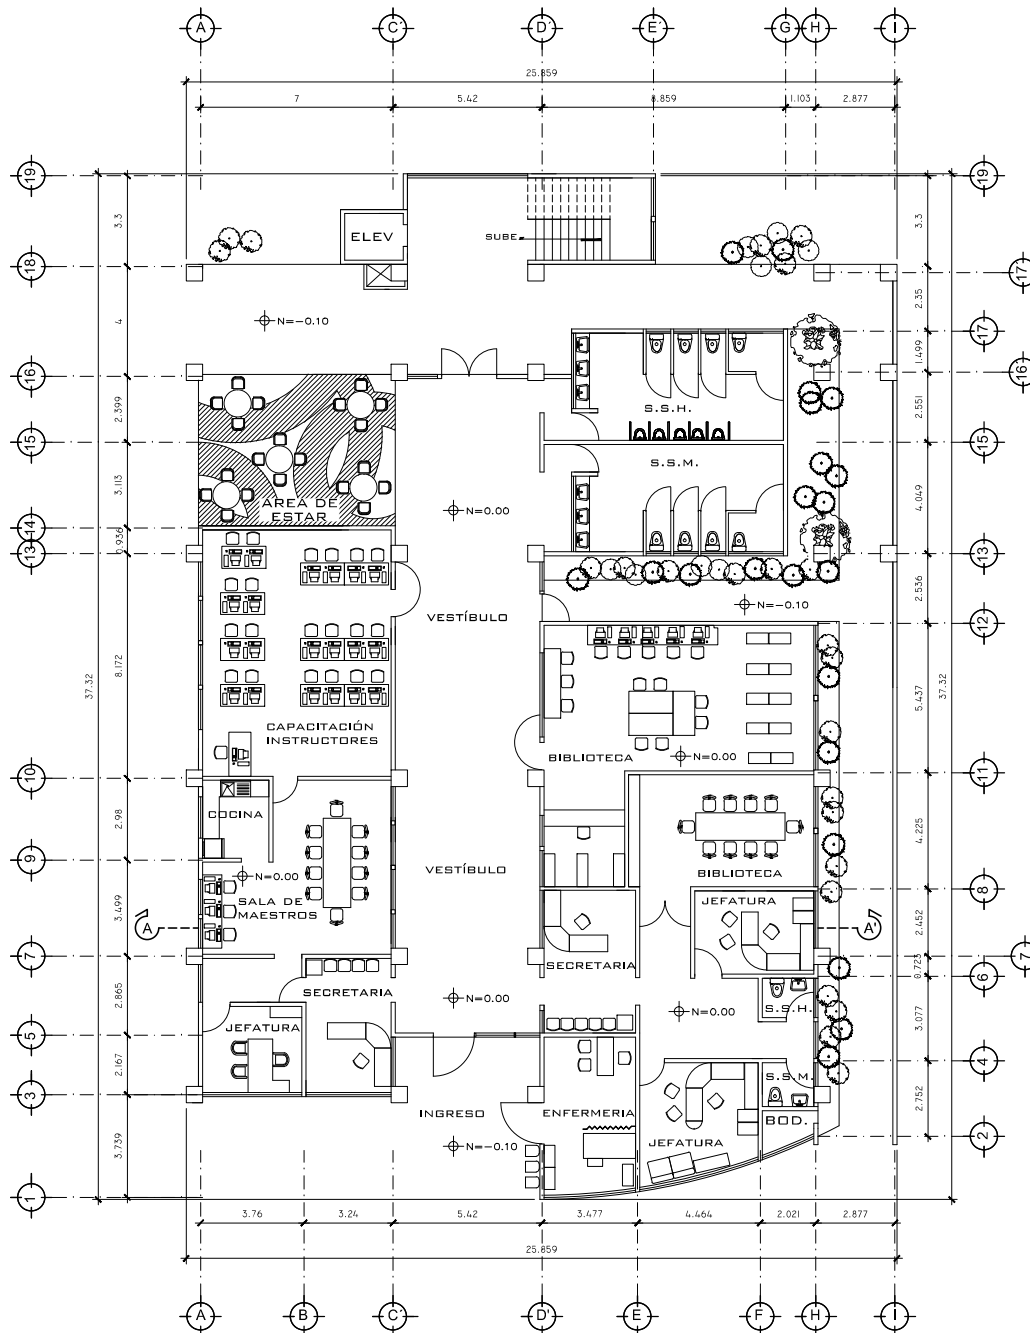 A C' D' E' G H I
25.859
7 5.42 8.859 1.103 2.877
19 19
3.3 3.3
ELEV
SUBE
18 17'
N=-0.10
4 2.35
17
1.499
16 16'
2.399 2.551
S.S.H.
15 15
S.S.M.
3.113 4.049
AREA DE
ESTAR
N=0.00
14
0.936
13 13
2.536
N=-0.10
VESTÍBULO
12
8.172 5.437
37.32 37.32
CAPACITACIÓN
INSTRUCTORES
BIBLIOTECA N=0.00
10 11
COCINA
2.98 4.225
9
VESTÍBULO BIBLIOTECA
N=0.00
8
SALA DE
MAESTROS
JEFATURA
3.499 2.452
A A'
7 7'
SECRETARIA
0.723
6
SECRETARIA
2.865
N=0.00 N=0.00
S.S.H.
3.077
JEFATURA
5
4
2.167
S.S.M.
3
2.752
INGRESO ENFERMERIA
BOD.
2
N=-0.10
JEFATURA
3.739
1
3.76 3.24 5.42 3.477 4.464 2.021 2.877
25.859
A B C' D' E F H I